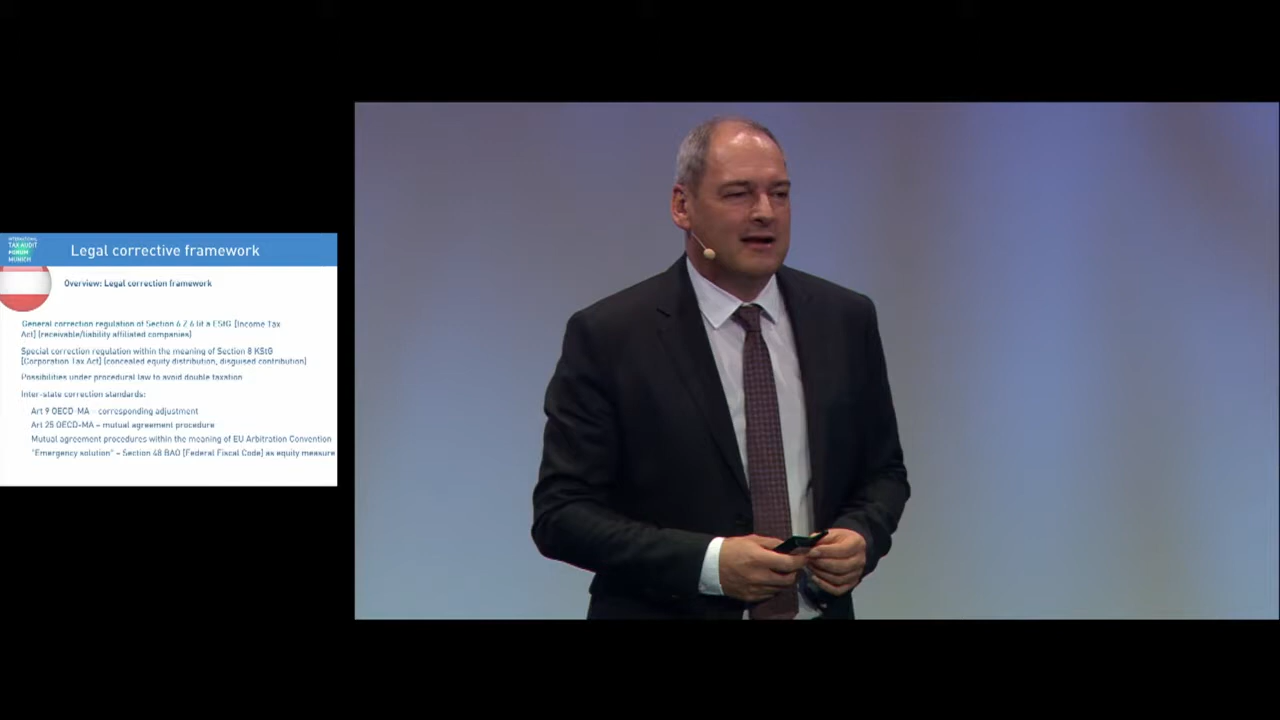 INTERNATIONAL
TAX AUDIT
FORUM
MUNICH
Legal corrective framework
Overview: Legal correction framework
General correction regulation of Section 6 Z 6 lit a EStG [Income Tax
Act] (receivable/liability affiliated companies)
Special correction regulation within the meaning of Section 8 KStG
[Corporation Tax Act] (concealed equity distribution, disguised contribution)
Possibilities under procedural law to avoid double taxation
Inter-state correction standards:
Art 9 OECD-MA – corresponding adjustment
Art 25 OECD-MA – mutual agreement procedure
Mutual agreement procedures within the meaning of EU Arbitration Convention
"Emergency solution" – Section 48 BAO [Federal Fiscal Code] as equity measure